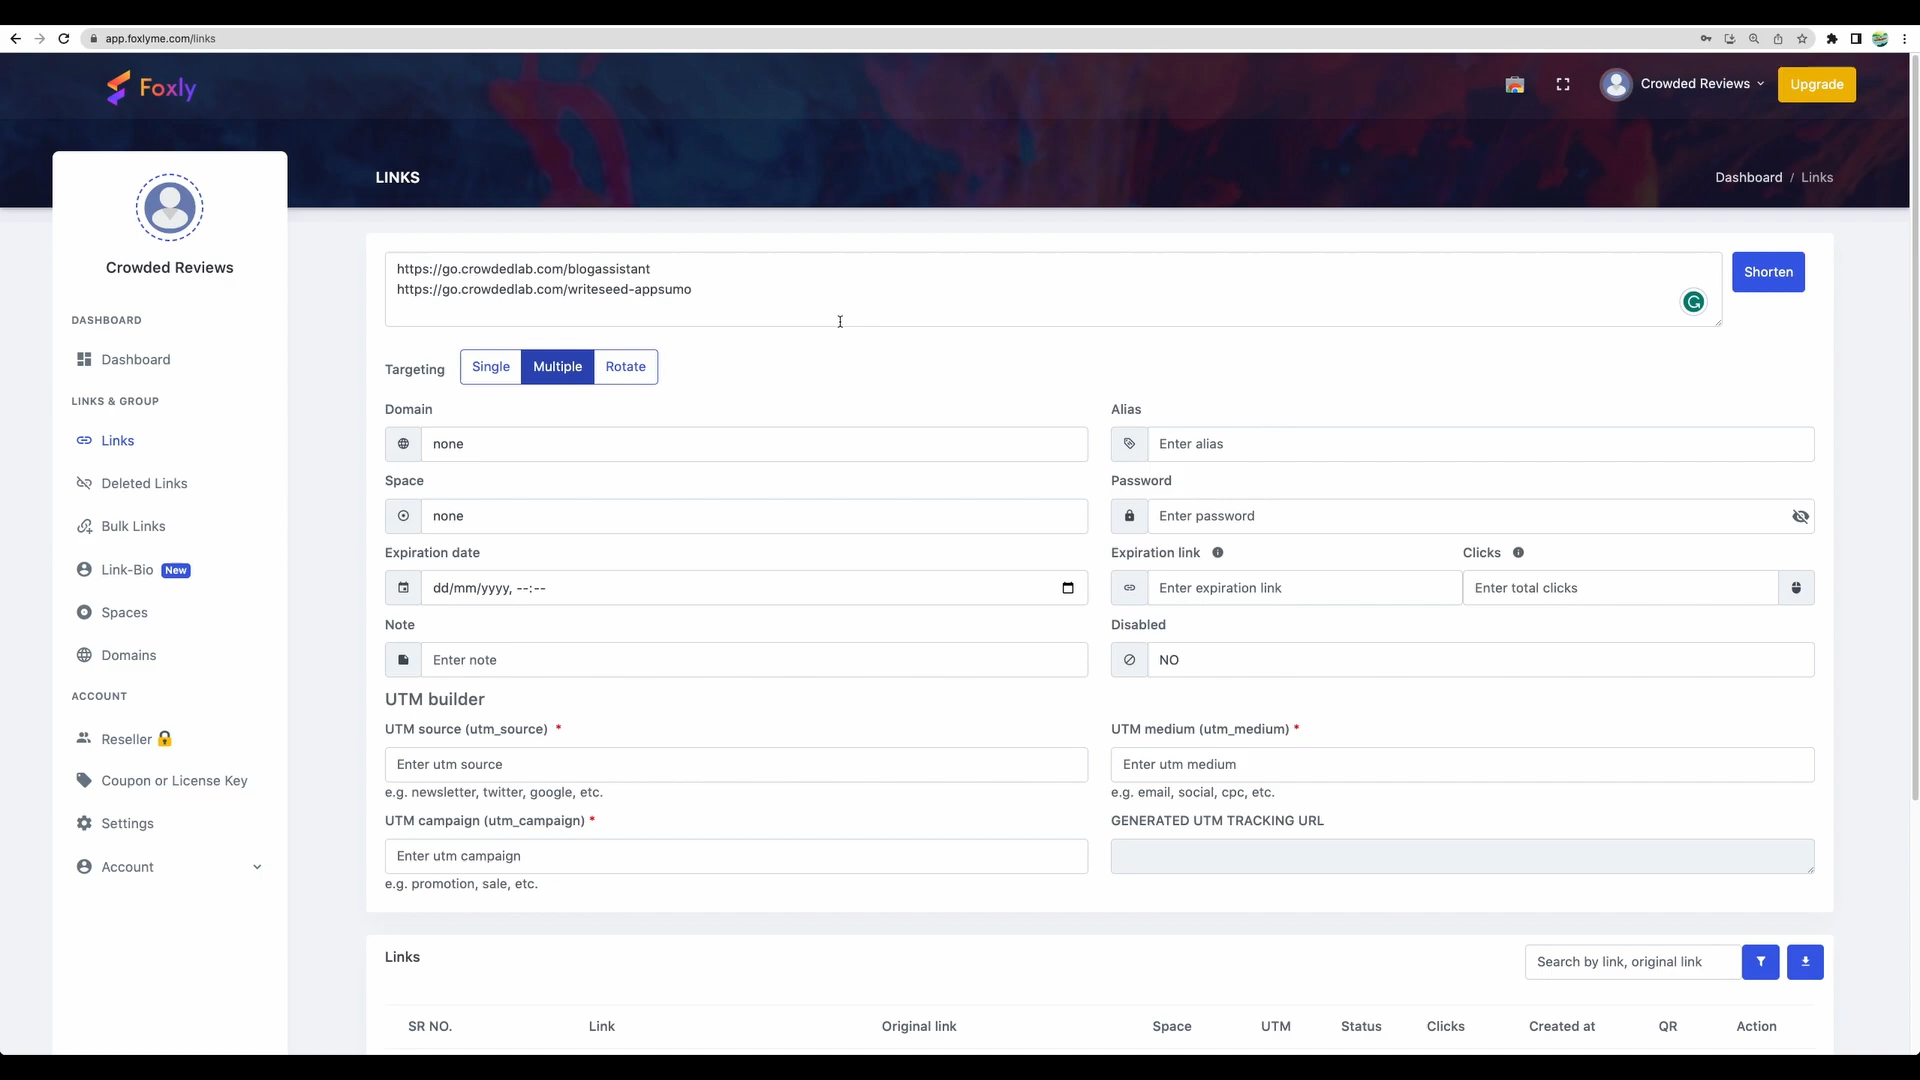 app.foxlyme.com/links
Foxly
Crowded Reviews
Upgrade
LINKS
Dashboard / Links
Crowded Reviews
DASHBOARD
Dashboard
LINKS & GROUP
Links
Deleted Links
Bulk Links
Link-Bio New
Spaces
Domains
ACCOUNT
Reseller
Coupon or License Key
Settings
Account
https://go.crowdedlab.com/blogassistant
https://go.crowdedlab.com/writeseed-appsumo
Shorten
Targeting Single Multiple Rotate
Domain
none
Alias
Enter alias
Space
none
Password
Enter password
Expiration date
dd/mm/yyyy, --:--
Expiration link
Enter expiration link
Clicks
Enter total clicks
Note
Enter note
Disabled
NO
UTM builder
UTM source (utm_source) *
Enter utm source
e.g. newsletter, twitter, google, etc.
UTM medium (utm_medium) *
Enter utm medium
e.g. email, social, cpc, etc.
UTM campaign (utm_campaign) *
Enter utm campaign
e.g. promotion, sale, etc.
GENERATED UTM TRACKING URL
Links
Search by link, original link
SR NO. Link Original link Space UTM Status Clicks Created at QR Action